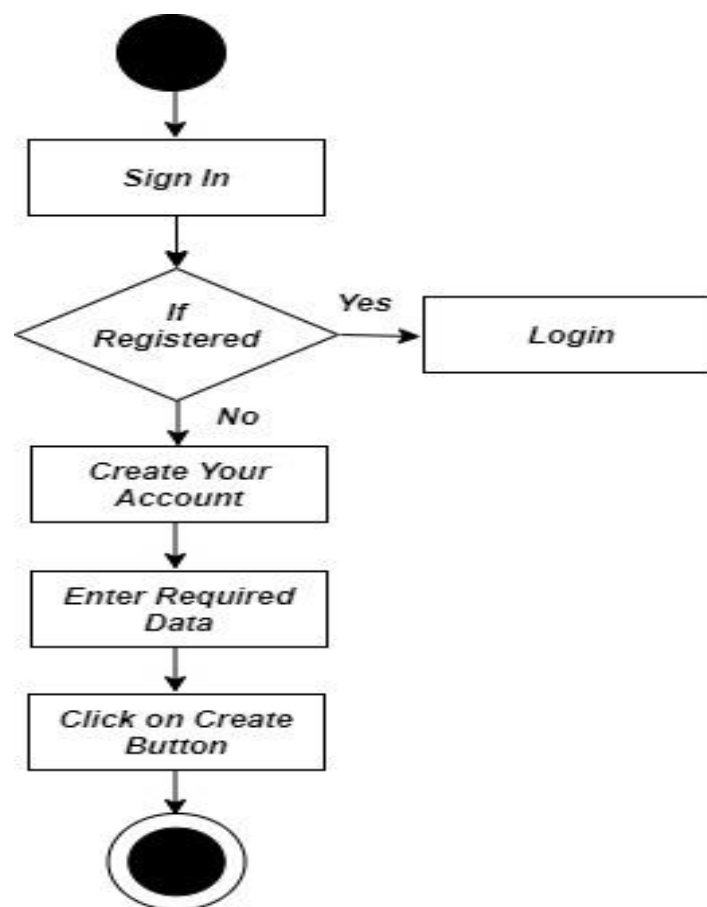 Sign In
If
Registered
Yes
Login
No
Create Your
Account
Enter Required
Data
Click on Create
Button